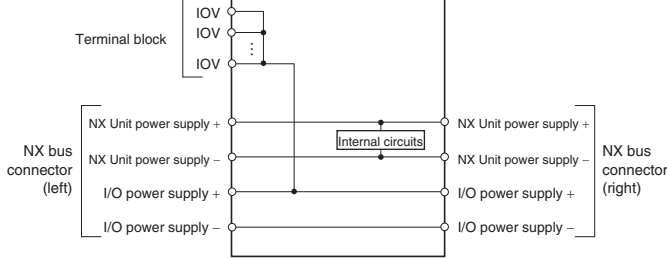 IOV
IOV
Terminal block
⋮
IOV
NX Unit power supply +
NX Unit power supply +
Internal circuits
NX bus
connector
(left)
NX Unit power supply –
NX Unit power supply –
NX bus
connector
(right)
I/O power supply +
I/O power supply +
I/O power supply –
I/O power supply –